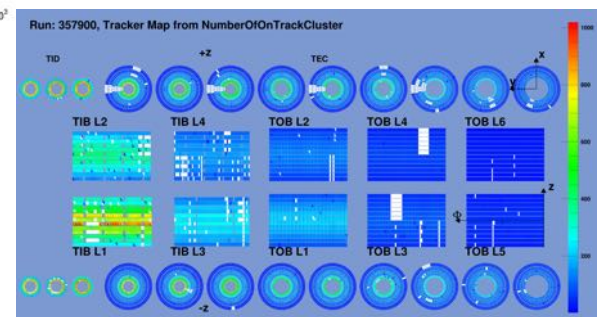 Run: 357900, Tracker Map from NumberOfOnTrackCluster
+z
TID
TEC
x
y
1000
TIB L2
TIB L4
TOB L2
TOB L4
TOB L6
800
600
z
Φ
400
TIB L1
TIB L3
TOB L1
TOB L3
TOB L5
200
-z